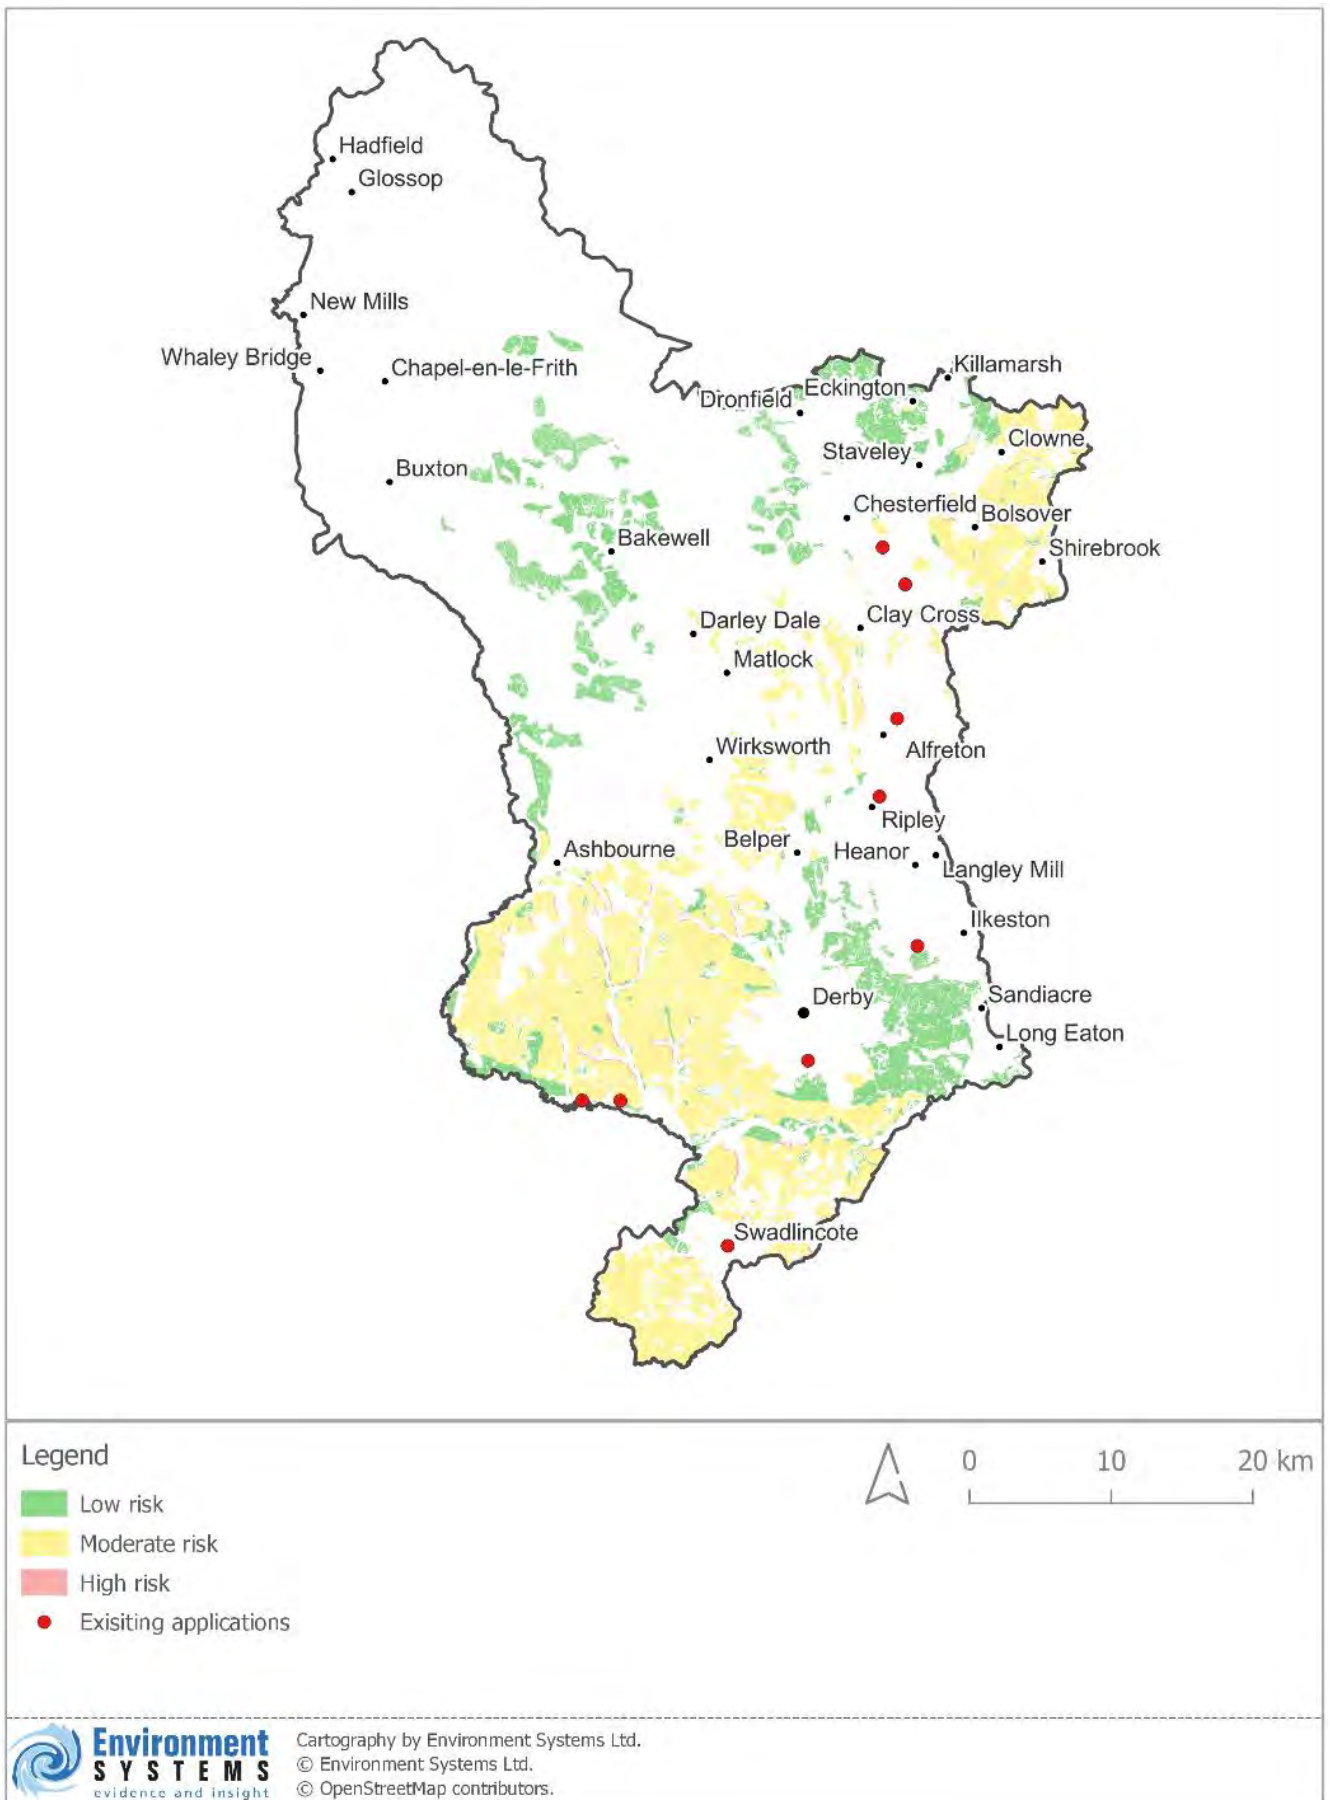 Hadfield
Glossop
New Mills
Whaley Bridge
Chapel-en-le-Frith
Killamarsh
Eckington
Dronfield
Clowne
Staveley
Buxton
Chesterfield
Bolsover
Bakewell
Shirebrook
Clay Cross
Darley Dale
Matlock
Wirksworth
Alfreton
Ripley
Belper
Heanor
Ashbourne
Langley Mill
Ilkeston
Derby
Sandiacre
Long Eaton
Swadlincote
Legend
Low risk
Moderate risk
High risk
Exisiting applications
0 10 20 km
Environment
SYSTEMS
evidence and insight
Cartography by Environment Systems Ltd.
© Environment Systems Ltd.
© OpenStreetMap contributors.